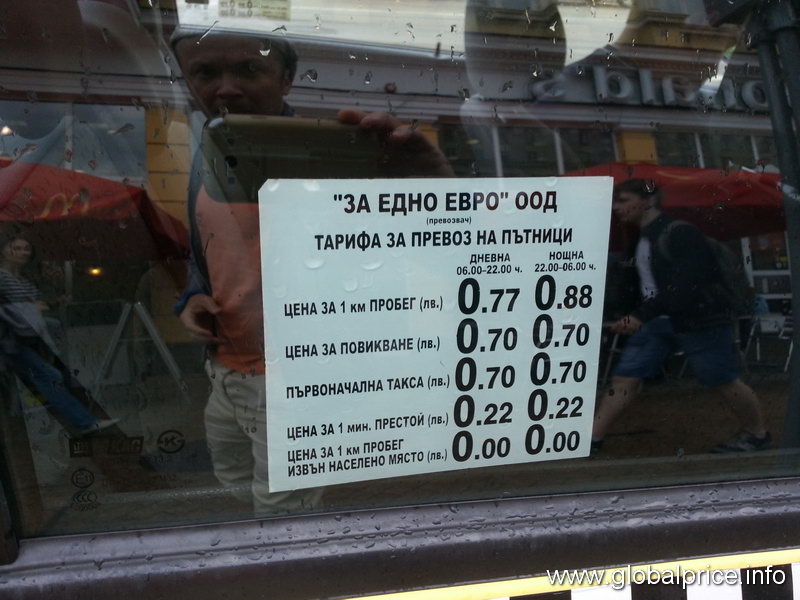 "ЗА ЕДНО ЕВРО" ООД
(превозвач)
ТАРИФА ЗА ПРЕВОЗ НА ПЪТНИЦИ
ДНЕВНА НОЩНА
06.00–22.00 ч. 22.00–06.00 ч.
ЦЕНА ЗА 1 км ПРОБЕГ (лв.) 0.77 0.88
ЦЕНА ЗА ПОВИКВАНЕ (лв.) 0.70 0.70
ПЪРВОНАЧАЛНА ТАКСА (лв.) 0.70 0.70
ЦЕНА ЗА 1 мин. ПРЕСТОЙ (лв.) 0.22 0.22
ЦЕНА ЗА 1 км ПРОБЕГ
ИЗВЪН НАСЕЛЕНО МЯСТО (лв.) 0.00 0.00
www.globalprice.info